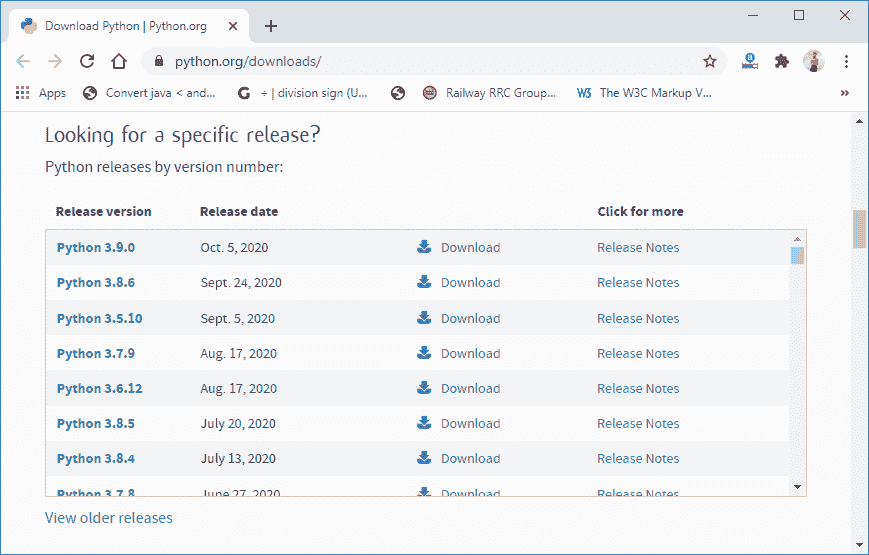 Download Python | Python.org
python.org/downloads/
Apps Convert java < and... ÷ | division sign (U... Railway RRC Group... The W3C Markup V... »
Looking for a specific release?
Python releases by version number:
Release version Release date Click for more
Python 3.9.0 Oct. 5, 2020 Download Release Notes
Python 3.8.6 Sept. 24, 2020 Download Release Notes
Python 3.5.10 Sept. 5, 2020 Download Release Notes
Python 3.7.9 Aug. 17, 2020 Download Release Notes
Python 3.6.12 Aug. 17, 2020 Download Release Notes
Python 3.8.5 July 20, 2020 Download Release Notes
Python 3.8.4 July 13, 2020 Download Release Notes
Python 3.7.8 June 27, 2020 Download Release Notes
View older releases